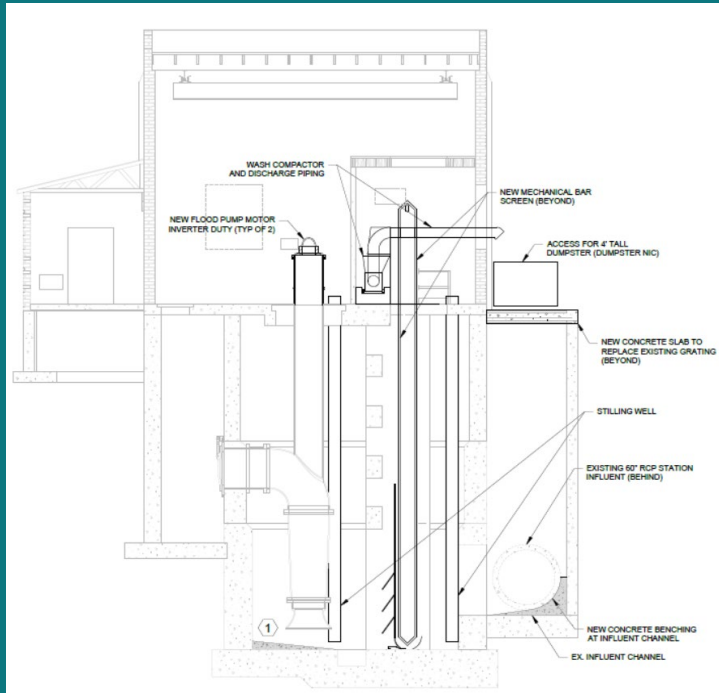 WASH COMPACTOR
AND DISCHARGE PIPING
NEW MECHANICAL BAR
SCREEN (BEYOND)
NEW FLOOD PUMP MOTOR
INVERTER DUTY (TYP OF 2)
ACCESS FOR 4' TALL
DUMPSTER (DUMPSTER NIC)
NEW CONCRETE SLAB TO
REPLACE EXISTING GRATING
(BEYOND)
STILLING WELL
EXISTING 60" RCP STATION
INFLUENT (BEHIND)
1
NEW CONCRETE BENCHING
AT INFLUENT CHANNEL
EX. INFLUENT CHANNEL